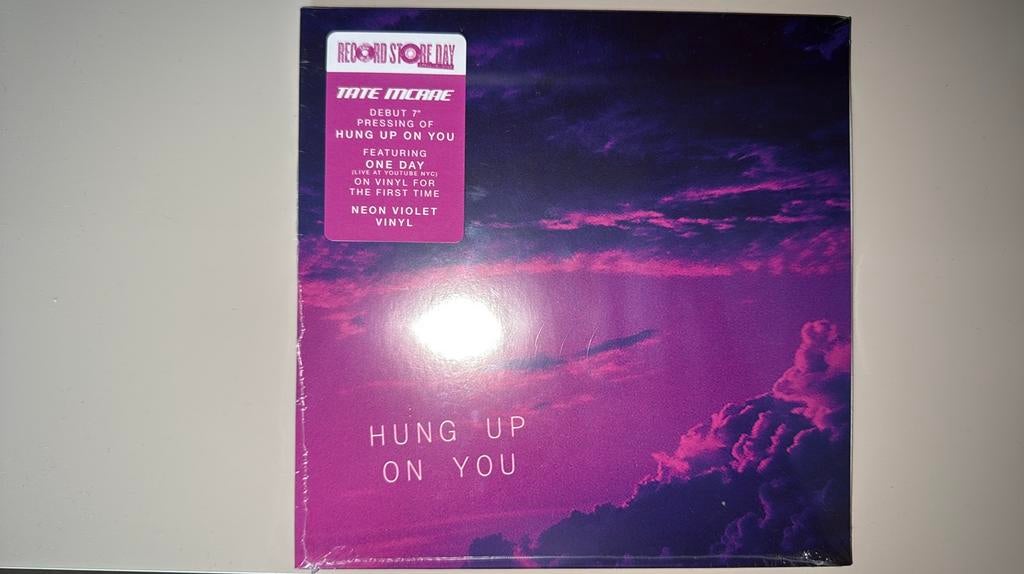 RECORD STORE DAY
TATE MCRAE
DEBUT 7"
PRESSING OF
HUNG UP ON YOU
FEATURING
ONE DAY
(LIVE AT YOUTUBE NYC)
ON VINYL FOR
THE FIRST TIME
NEON VIOLET
VINYL
HUNG UP
ON YOU